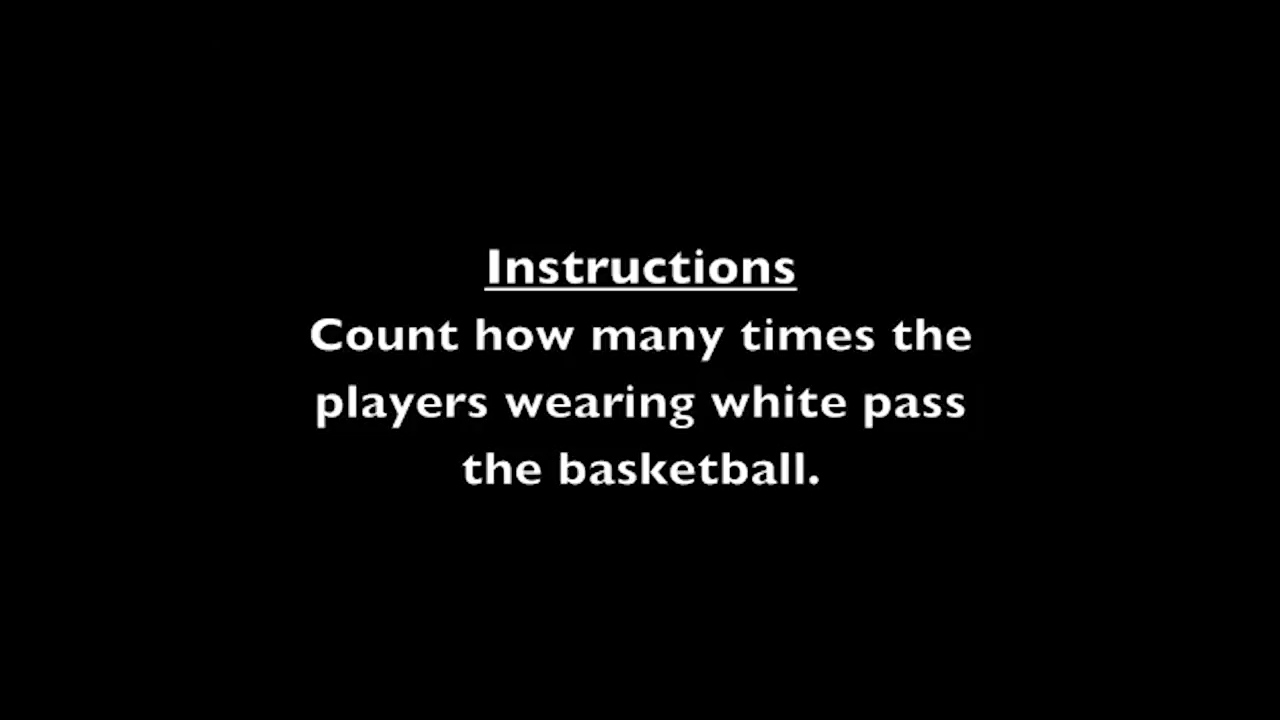 Instructions
Count how many times the
players wearing white pass
the basketball.